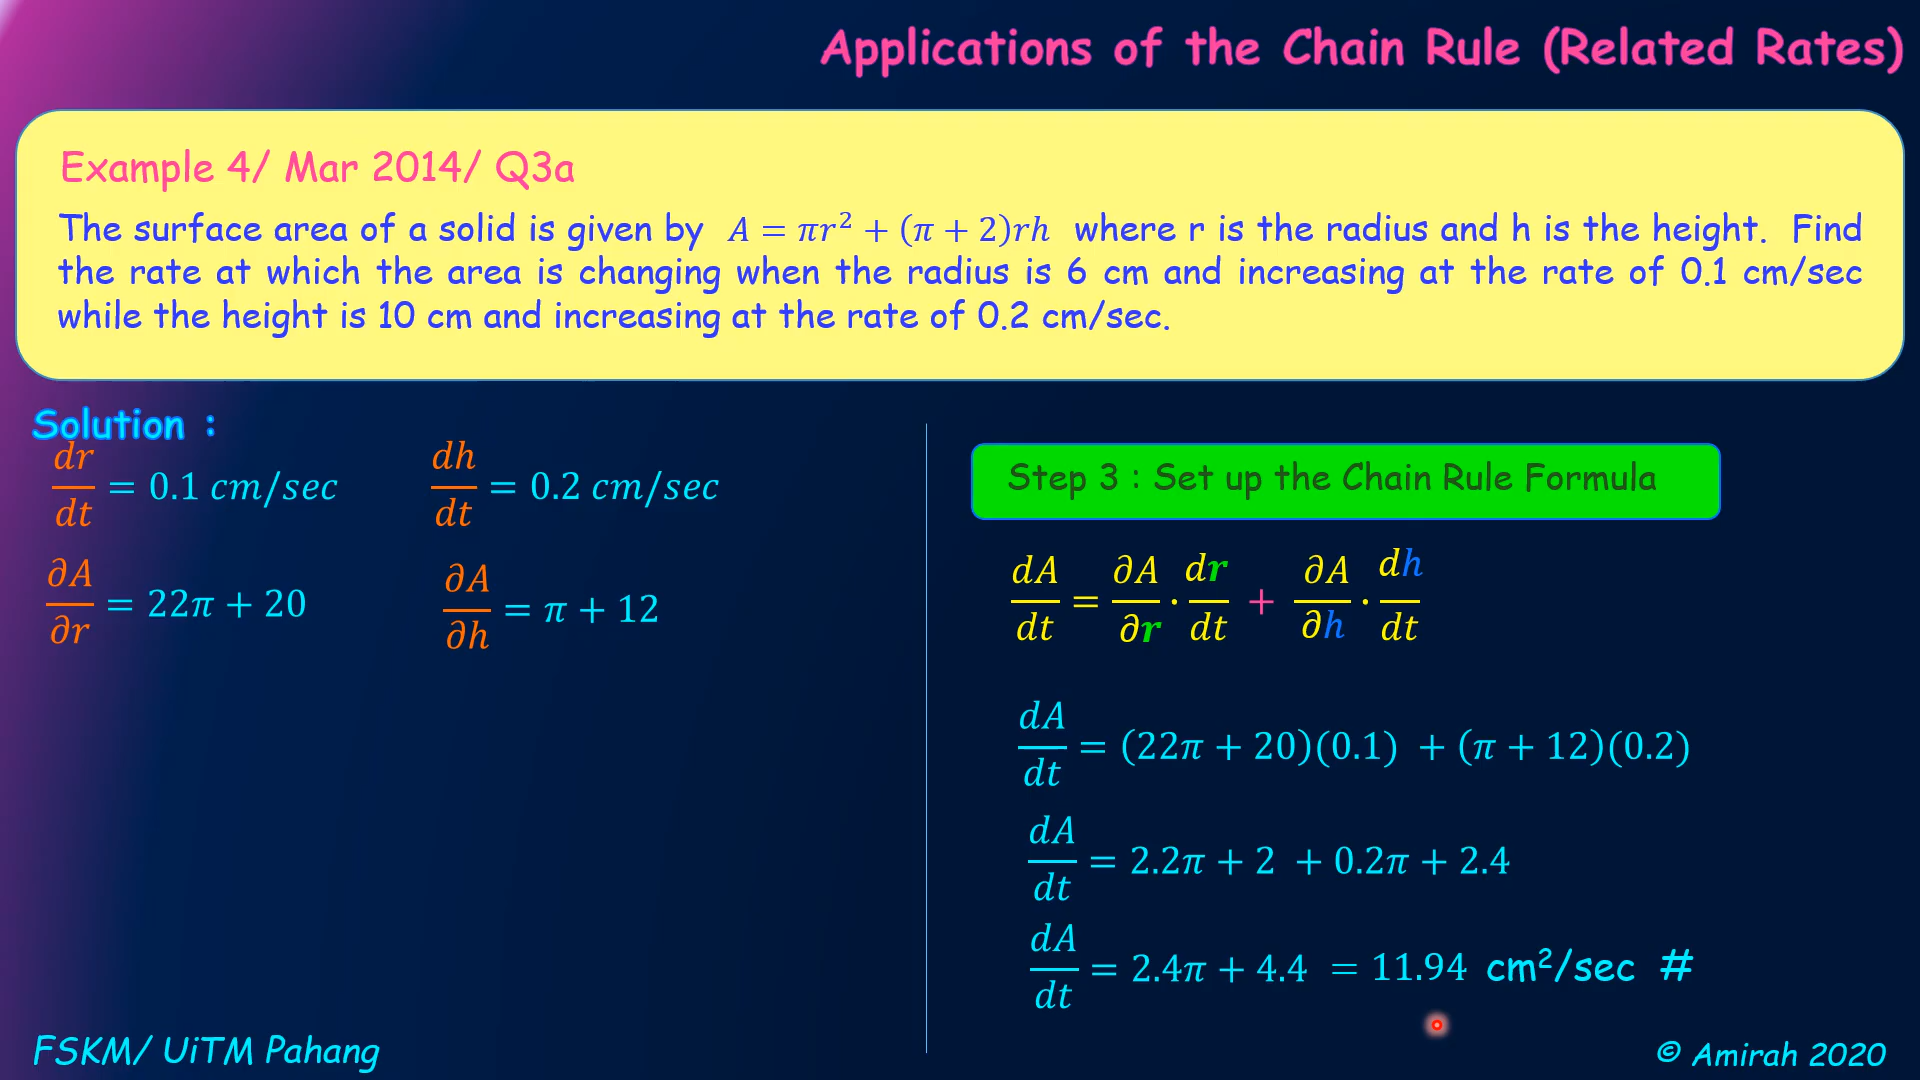 Applications of the Chain Rule (Related Rates)
Example 4/ Mar 2014/ Q3a
The surface area of a solid is given by A = πr² + (π + 2)rh where r is the radius and h is the height. Find
the rate at which the area is changing when the radius is 6 cm and increasing at the rate of 0.1 cm/sec
while the height is 10 cm and increasing at the rate of 0.2 cm/sec.
Solution :
dr/dt = 0.1 cm/sec
dh/dt = 0.2 cm/sec
∂A/∂r = 22π + 20
∂A/∂h = π + 12
Step 3 : Set up the Chain Rule Formula
dA/dt = ∂A/∂r · dr/dt + ∂A/∂h · dh/dt
dA/dt = (22π + 20)(0.1) + (π + 12)(0.2)
dA/dt = 2.2π + 2 + 0.2π + 2.4
dA/dt = 2.4π + 4.4 = 11.94 cm²/sec #
FSKM/ UiTM Pahang
© Amirah 2020